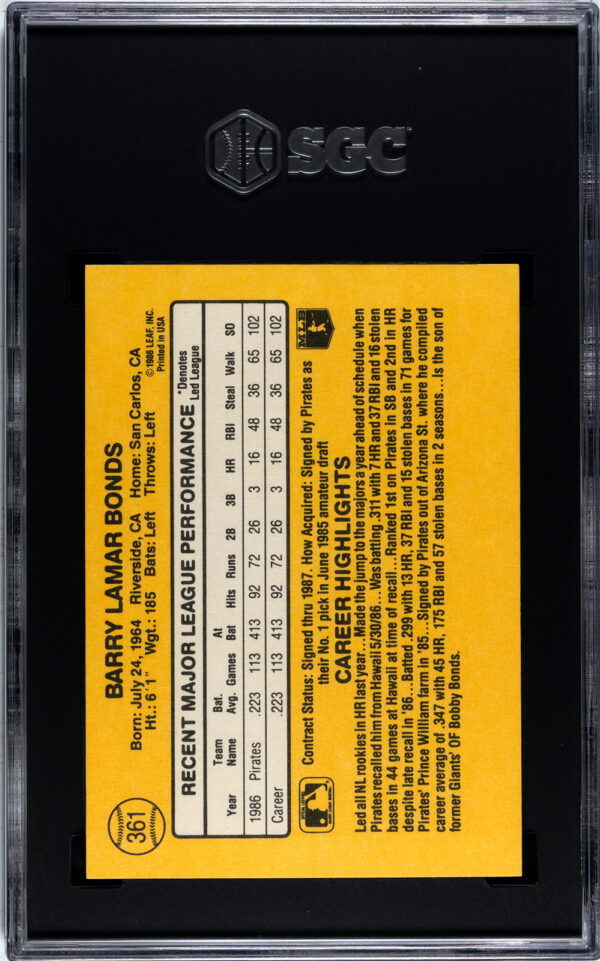 SGC
361
BARRY LAMAR BONDS
Born: July 24, 1964 Riverside, CA Home: San Carlos, CA
Ht.: 6'1" Wgt.: 185 Bats: Left Throws: Left
© 1986 LEAF, INC.
Printed in USA
RECENT MAJOR LEAGUE PERFORMANCE
*Denotes
Led League
Year Team Name Bat. Avg. Games At Bat Hits Runs 2B 3B HR RBI Steal Walk SO
1986 Pirates .223 113 413 92 72 26 3 16 48 36 65 102
Career .223 113 413 92 72 26 3 16 48 36 65 102
Contract Status: Signed thru 1987. How Acquired: Signed by Pirates as
their No. 1 pick in June 1985 amateur draft
MLB
CAREER HIGHLIGHTS
Led all NL rookies in HR last year... Made the jump to the majors a year ahead of schedule when
Pirates recalled him from Hawaii 5/30/86... Was batting .311 with 7 HR and 37 RBI and 16 stolen
bases in 44 games at Hawaii at time of recall... Ranked 1st on Pirates in SB and 2nd in HR
despite late recall in '86... Batted .299 with 13 HR, 37 RBI and 15 stolen bases in 71 games for
Pirates' Prince William farm in '85... Signed by Pirates out of Arizona St. where he compiled
career average of .347 with 45 HR, 175 RBI and 57 stolen bases in 2 seasons... Is the son of
former Giants' OF Bobby Bonds.